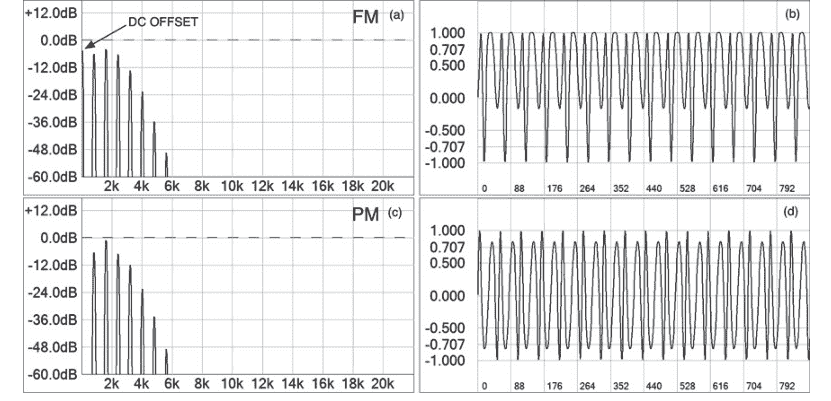 +12.0dB
0.0dB
-12.0dB
-24.0dB
-36.0dB
-48.0dB
-60.0dB
DC OFFSET
FM (a)
2k 4k 6k 8k 10k 12k 14k 16k 18k 20k
(b)
1.000
0.707
0.500
0.000
-0.500
-0.707
-1.000
0 88 176 264 352 440 528 616 704 792
+12.0dB
0.0dB
-12.0dB
-24.0dB
-36.0dB
-48.0dB
-60.0dB
PM (c)
2k 4k 6k 8k 10k 12k 14k 16k 18k 20k
(d)
1.000
0.707
0.500
0.000
-0.500
-0.707
-1.000
0 88 176 264 352 440 528 616 704 792